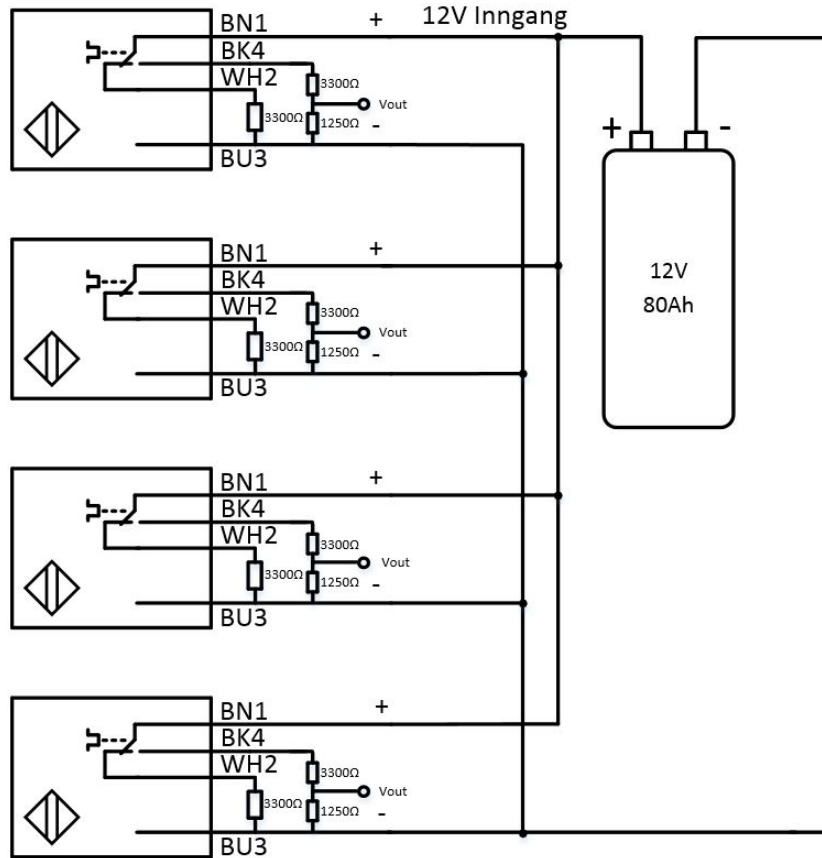 BN1 + 12V Inngang
BK4
WH2
3300Ω
3300Ω
1250Ω
Vout
-
BU3
+ -
12V
80Ah
BN1 +
BK4
WH2
3300Ω
3300Ω
1250Ω
Vout
-
BU3
BN1 +
BK4
WH2
3300Ω
3300Ω
1250Ω
Vout
-
BU3
BN1 +
BK4
WH2
3300Ω
3300Ω
1250Ω
Vout
-
BU3